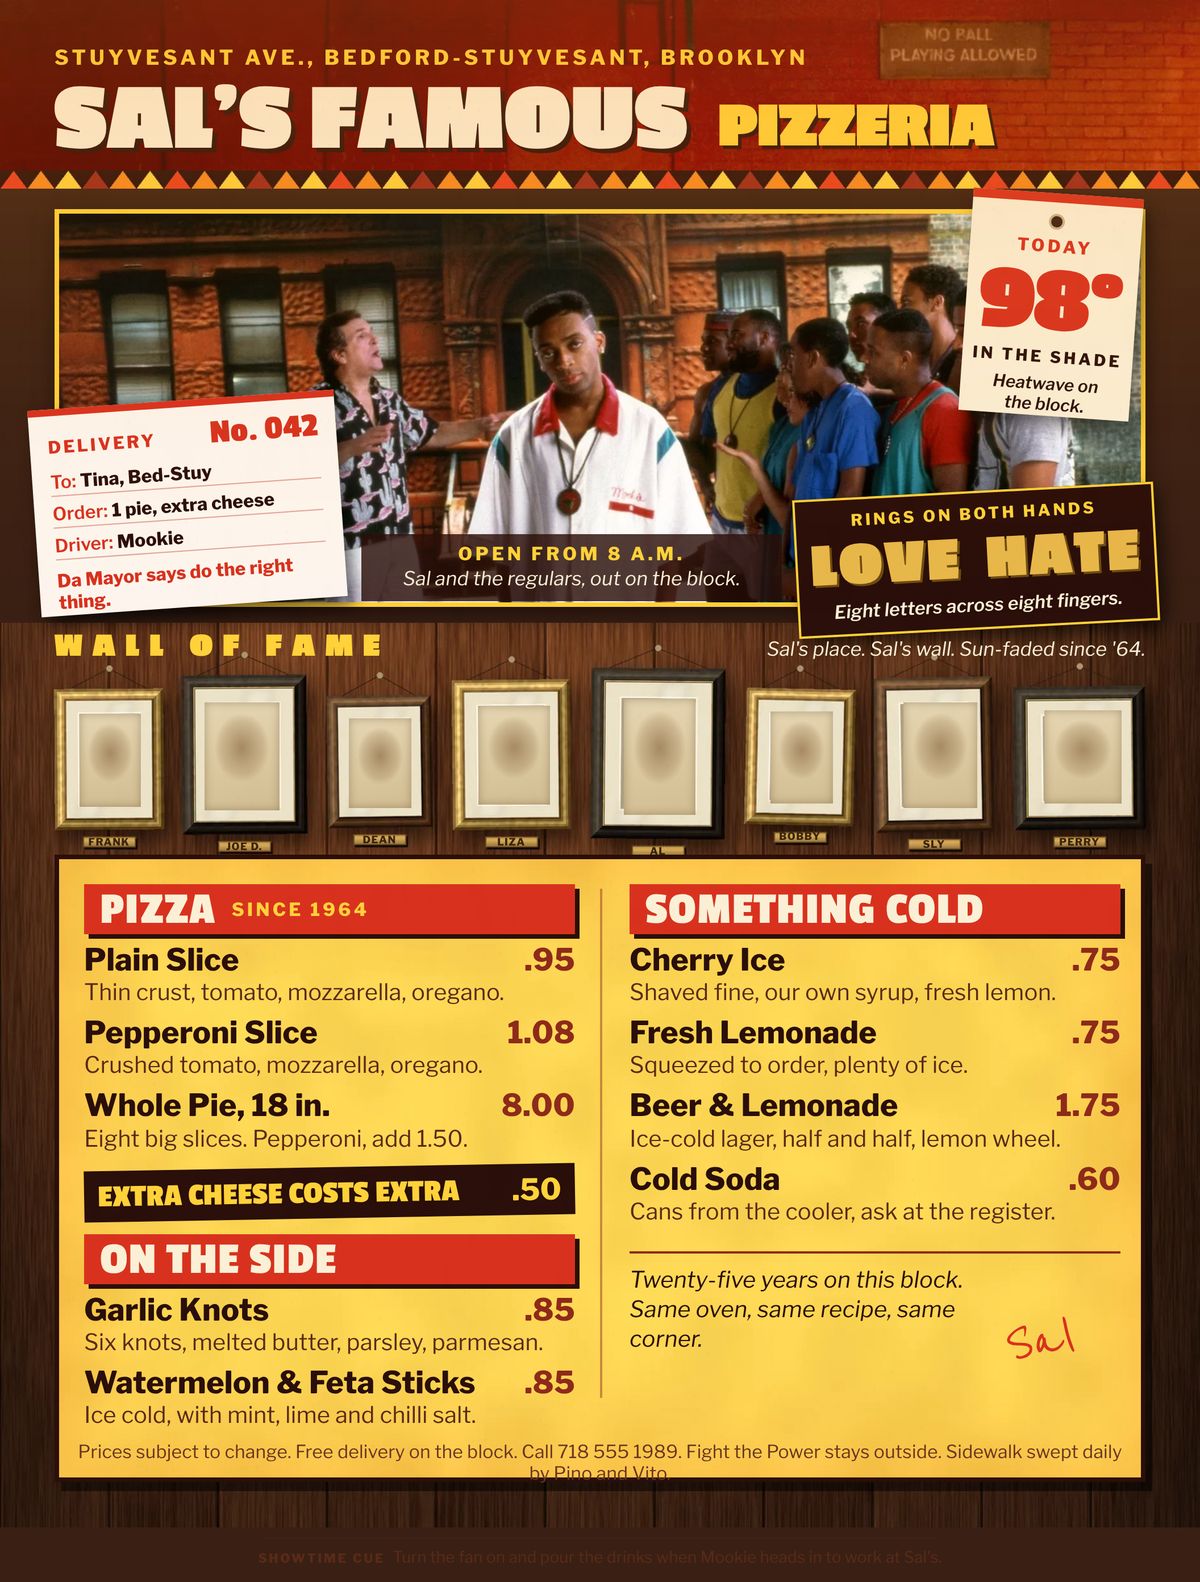 NO BALL
PLAYING ALLOWED
STUYVESANT AVE., BEDFORD-STUYVESANT, BROOKLYN
SAL'S FAMOUS PIZZERIA
TODAY
98°
IN THE SHADE
Heatwave on
the block.
DELIVERY No. 042
To: Tina, Bed-Stuy
Order: 1 pie, extra cheese
Driver: Mookie
Da Mayor says do the right
thing.
Mookie
OPEN FROM 8 A.M.
Sal and the regulars, out on the block.
RINGS ON BOTH HANDS
LOVE HATE
Eight letters across eight fingers.
WALL OF FAME
Sal's place. Sal's wall. Sun-faded since '64.
FRANK
JOE D.
DEAN
LIZA
AL
BOBBY
SLY
PERRY
PIZZA SINCE 1964
Plain Slice .95
Thin crust, tomato, mozzarella, oregano.
Pepperoni Slice 1.08
Crushed tomato, mozzarella, oregano.
Whole Pie, 18 in. 8.00
Eight big slices. Pepperoni, add 1.50.
EXTRA CHEESE COSTS EXTRA .50
ON THE SIDE
Garlic Knots .85
Six knots, melted butter, parsley, parmesan.
Watermelon & Feta Sticks .85
Ice cold, with mint, lime and chilli salt.
SOMETHING COLD
Cherry Ice .75
Shaved fine, our own syrup, fresh lemon.
Fresh Lemonade .75
Squeezed to order, plenty of ice.
Beer & Lemonade 1.75
Ice-cold lager, half and half, lemon wheel.
Cold Soda .60
Cans from the cooler, ask at the register.
Twenty-five years on this block.
Same oven, same recipe, same
corner.
Sal
Prices subject to change. Free delivery on the block. Call 718 555 1989. Fight the Power stays outside. Sidewalk swept daily
by Pino and Vito.
SHOWTIME CUE Turn the fan on and pour the drinks when Mookie heads in to work at Sal's.